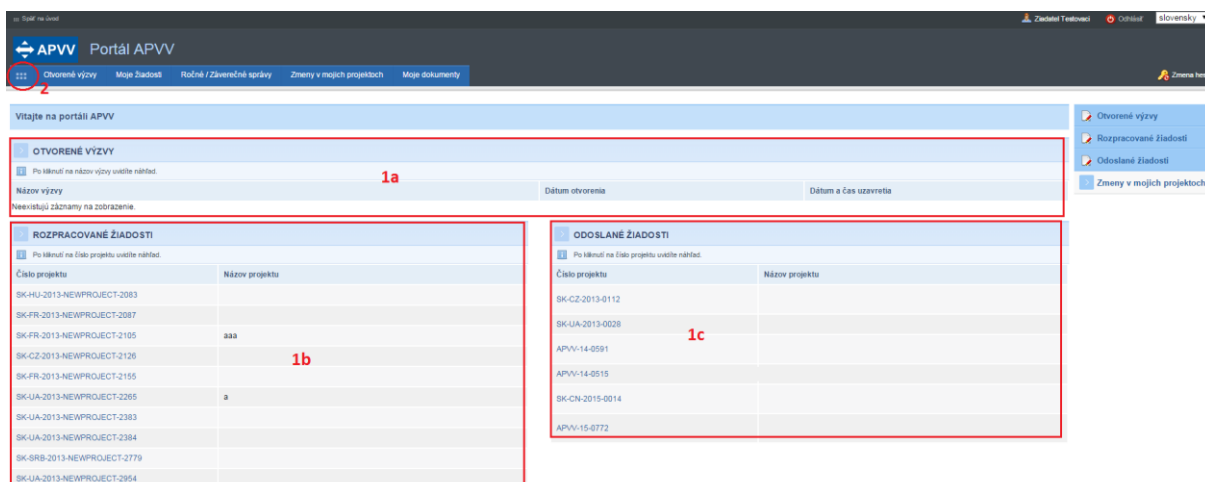 Späť na úvod
Ziadatel Testovaci Odhlásiť slovensky
APVV Portál APVV
Otvorené výzvy Moje žiadosti Ročné / Záverečné správy Zmeny v mojich projektoch Moje dokumenty Zmena
2
Vitajte na portáli APVV
OTVORENÉ VÝZVY
Po kliknutí na názov výzvy uvidíte náhľad.
1a
Názov výzvy Dátum otvorenia Dátum a čas uzavretia
Neexistujú záznamy na zobrazenie.
Otvorené výzvy
Rozpracované žiadosti
Odoslané žiadosti
Zmeny v mojich projektoch
ROZPRACOVANÉ ŽIADOSTI
Po kliknutí na číslo projektu uvidíte náhľad.
Číslo projektu Názov projektu
SK-HU-2013-NEWPROJECT-2083
SK-FR-2013-NEWPROJECT-2087
SK-FR-2013-NEWPROJECT-2105 aaa
SK-CZ-2013-NEWPROJECT-2126
1b
SK-FR-2013-NEWPROJECT-2155
SK-UA-2013-NEWPROJECT-2265 a
SK-UA-2013-NEWPROJECT-2383
SK-UA-2013-NEWPROJECT-2384
SK-SRB-2013-NEWPROJECT-2779
SK-UA-2013-NEWPROJECT-2954
ODOSLANÉ ŽIADOSTI
Po kliknutí na číslo projektu uvidíte náhľad.
Číslo projektu Názov projektu
SK-CZ-2013-0112
SK-UA-2013-0028
1c
APVV-14-0591
APVV-14-0515
SK-CN-2015-0014
APVV-15-0772